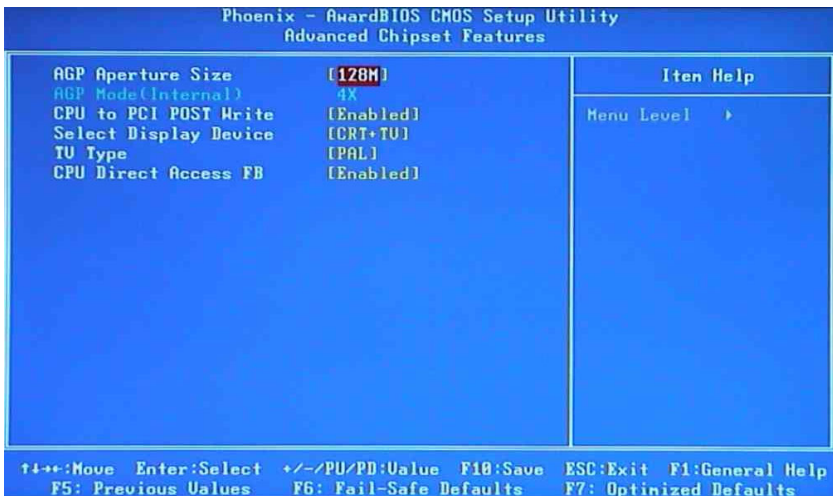 Phoenix - AwardBIOS CMOS Setup Utility
Advanced Chipset Features
AGP Aperture Size [128M]
AGP Mode(Internal) 4X
CPU to PCI POST Write [Enabled]
Select Display Device [CRT+TV]
TV Type [PAL]
CPU Direct Access FB [Enabled]
Item Help
Menu Level ▸
↑↓→←:Move Enter:Select +/-/PU/PD:Value F10:Save ESC:Exit F1:General Help
F5: Previous Values F6: Fail-Safe Defaults F7: Optimized Defaults